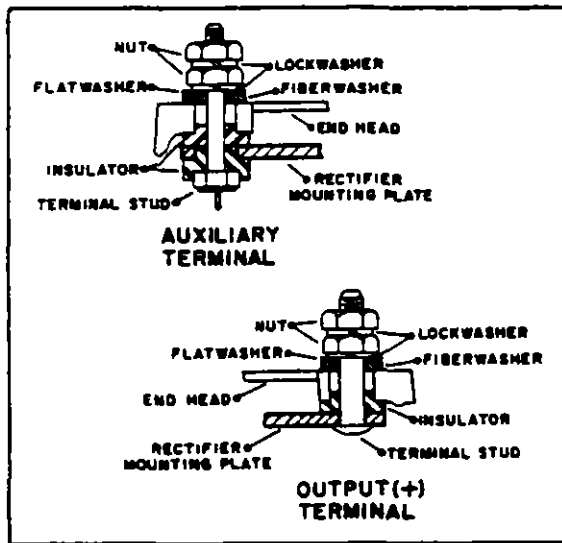 NUT
LOCKWASHER
FLATWASHER
FIBERWASHER
END HEAD
INSULATOR
RECTIFIER
MOUNTING PLATE
TERMINAL STUD
AUXILIARY
TERMINAL
NUT
LOCKWASHER
FLATWASHER
FIBERWASHER
END HEAD
INSULATOR
RECTIFIER
MOUNTING PLATE
TERMINAL STUD
OUTPUT(+)
TERMINAL